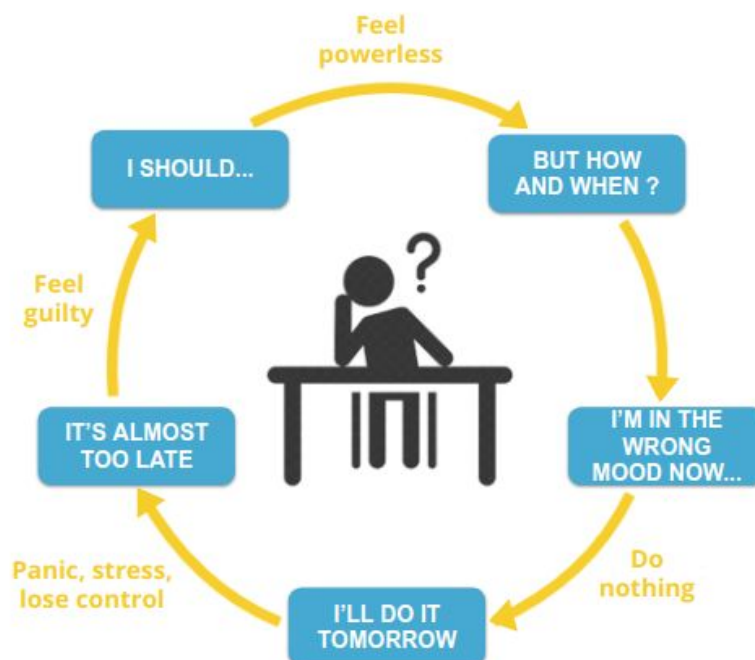 Feel
powerless
I SHOULD...
BUT HOW
AND WHEN ?
?
Feel
guilty
IT'S ALMOST
TOO LATE
I'M IN THE
WRONG
MOOD NOW...
Panic, stress,
lose control
Do
nothing
I'LL DO IT
TOMORROW